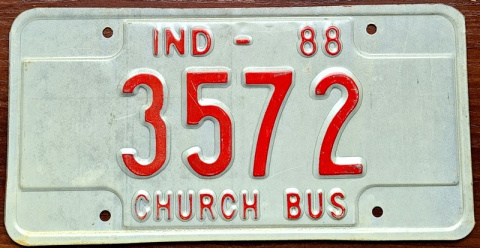 IND - 88
3572
CHURCH BUS